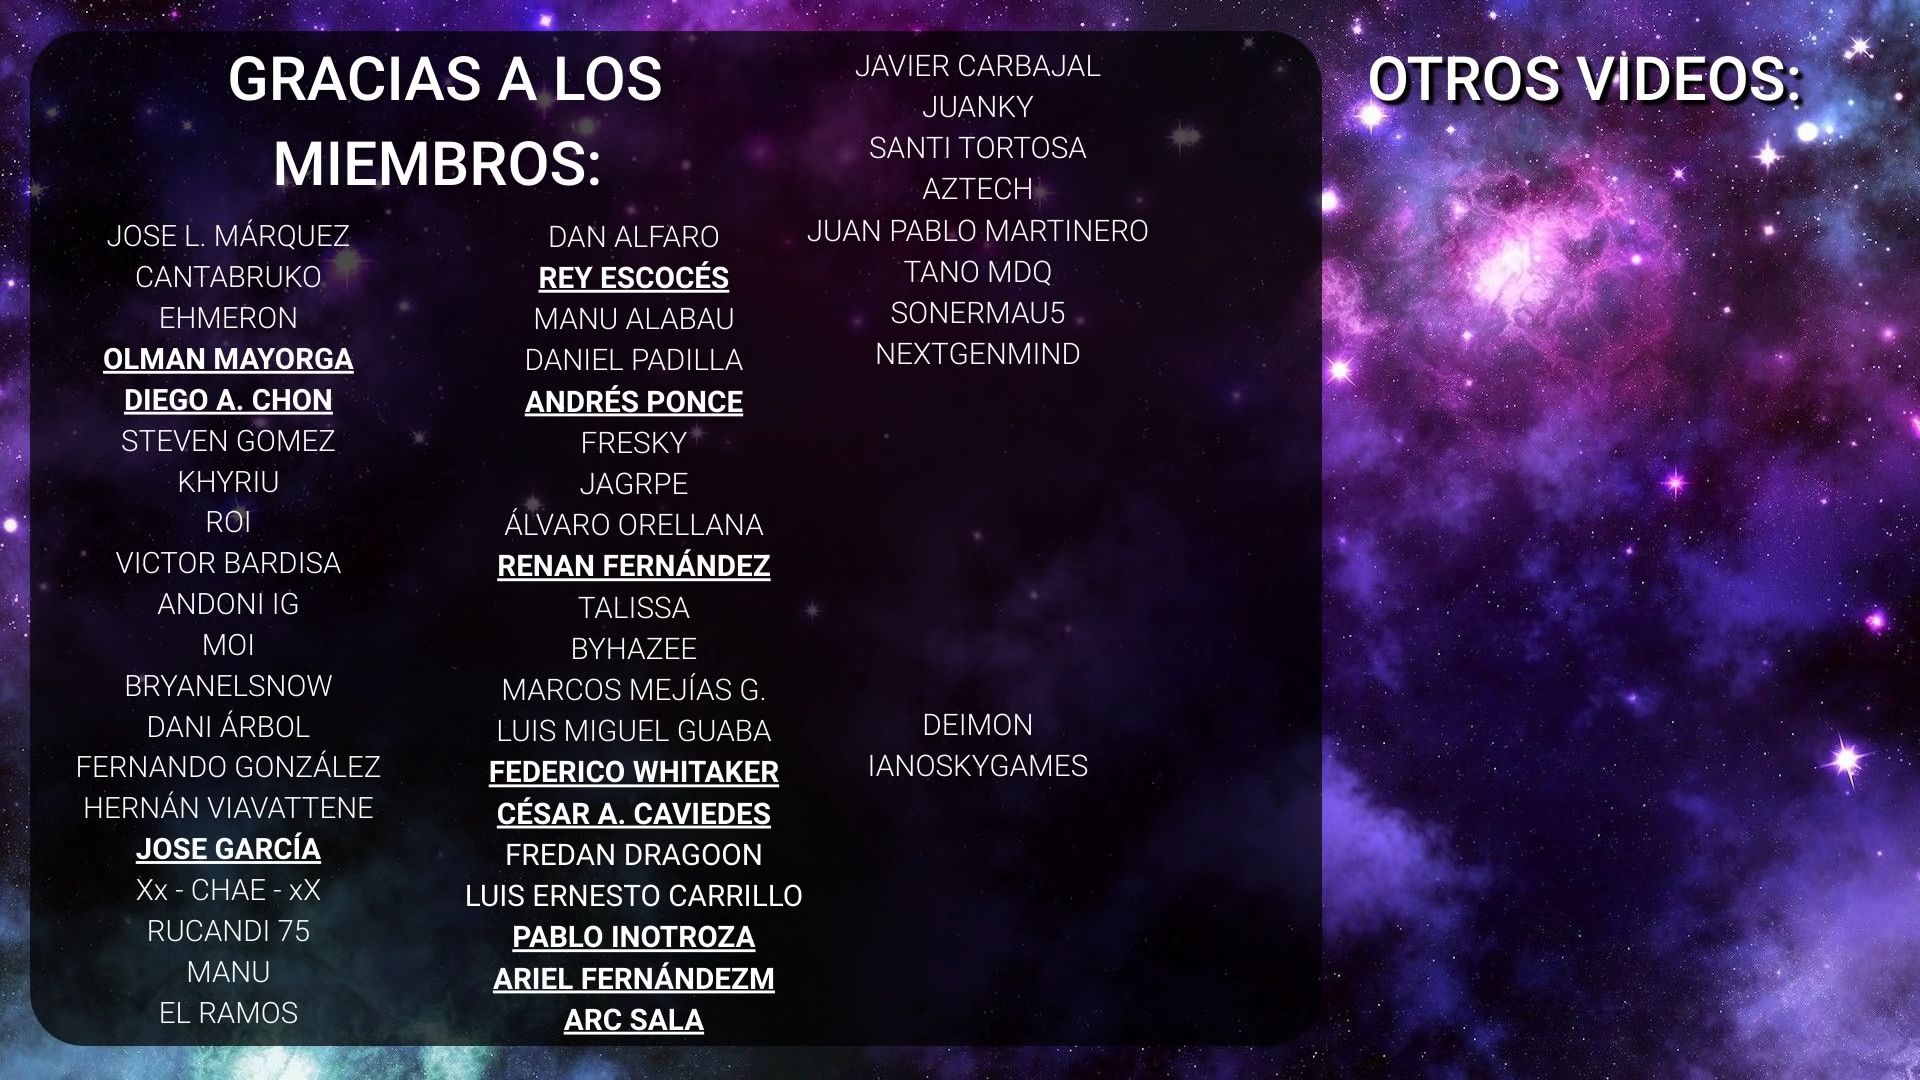 GRACIAS A LOS
MIEMBROS:
JOSE L. MÁRQUEZ
CANTABRUKO
EHMERON
OLMAN MAYORGA
DIEGO A. CHON
STEVEN GOMEZ
KHYRIU
ROI
VICTOR BARDISA
ANDONI IG
MOI
BRYANELSNOW
DANI ÁRBOL
FERNANDO GONZÁLEZ
HERNÁN VIAVATTENE
JOSE GARCÍA
Xx - CHAE - xX
RUCANDI 75
MANU
EL RAMOS
DAN ALFARO
REY ESCOCÉS
MANU ALABAU
DANIEL PADILLA
ANDRÉS PONCE
FRESKY
JAGRPE
ÁLVARO ORELLANA
RENAN FERNÁNDEZ
TALISSA
BYHAZEE
MARCOS MEJÍAS G.
LUIS MIGUEL GUABA
FEDERICO WHITAKER
CÉSAR A. CAVIEDES
FREDAN DRAGOON
LUIS ERNESTO CARRILLO
PABLO INOTROZA
ARIEL FERNÁNDEZM
ARC SALA
JAVIER CARBAJAL
JUANKY
SANTI TORTOSA
AZTECH
JUAN PABLO MARTINERO
TANO MDQ
SONERMAU5
NEXTGENMIND
DEIMON
IANOSKYGAMES
OTROS VIDEOS: